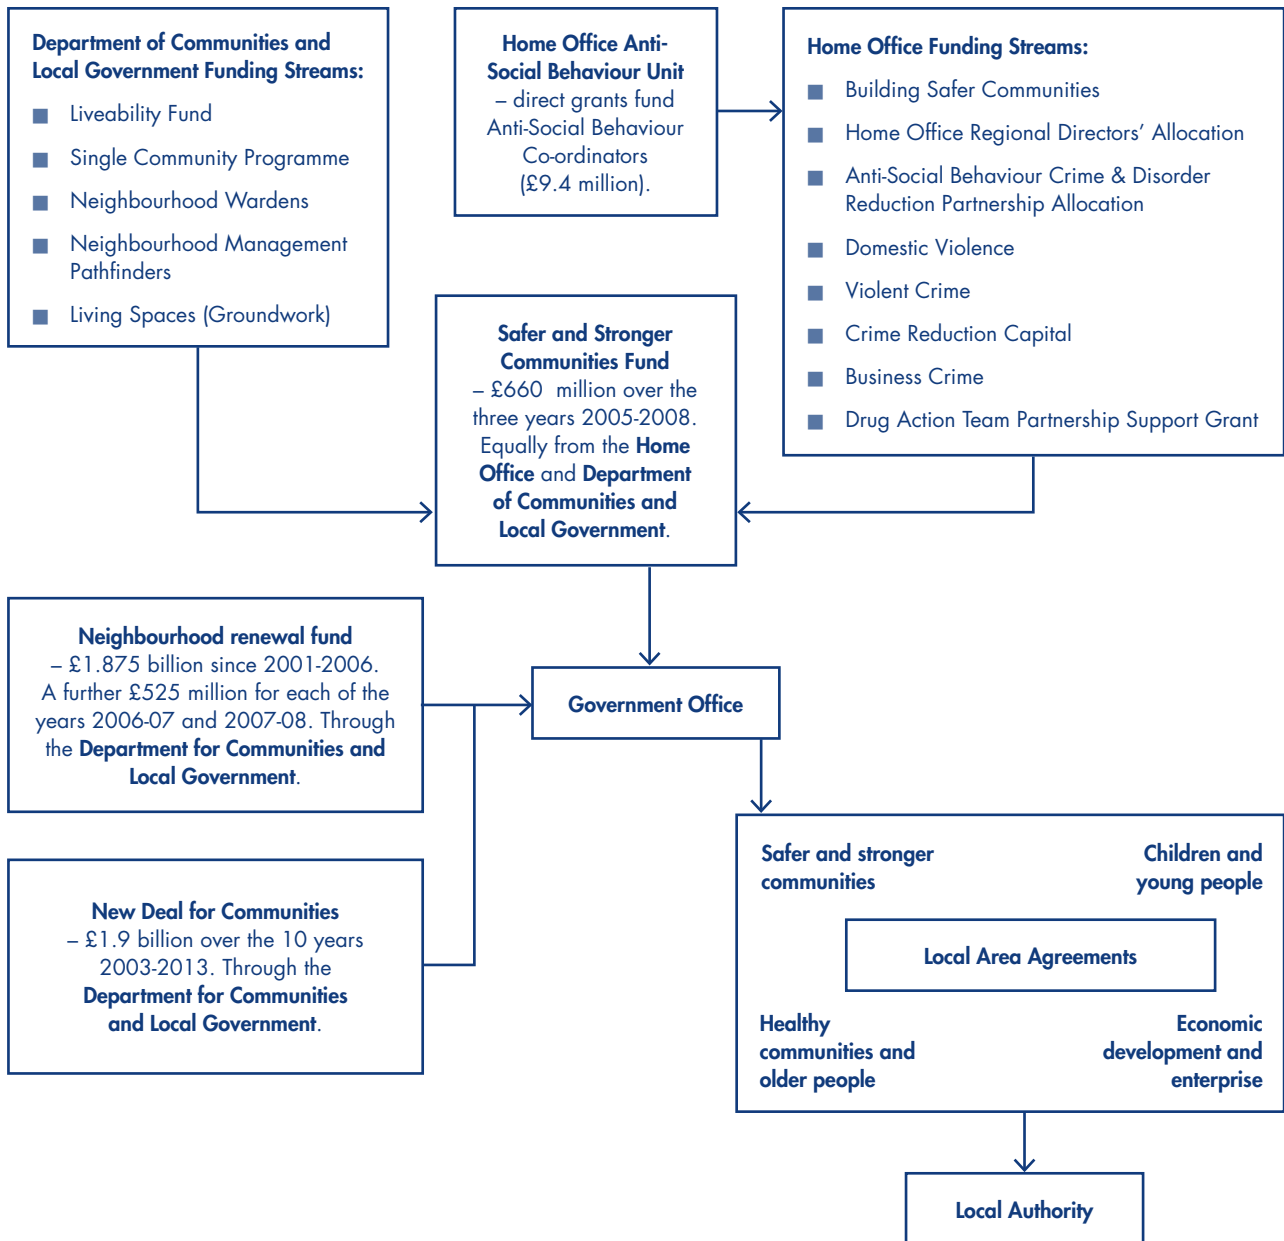 Department of Communities and
Local Government Funding Streams:
Liveability Fund
Single Community Programme
Neighbourhood Wardens
Neighbourhood Management
Pathfinders
Living Spaces (Groundwork)
Home Office Anti-
Social Behaviour Unit
– direct grants fund
Anti-Social Behaviour
Co-ordinators
(£9.4 million).
Home Office Funding Streams:
Building Safer Communities
Home Office Regional Directors’ Allocation
Anti-Social Behaviour Crime & Disorder
Reduction Partnership Allocation
Domestic Violence
Violent Crime
Crime Reduction Capital
Business Crime
Drug Action Team Partnership Support Grant
Safer and Stronger
Communities Fund
– £660 million over the
three years 2005-2008.
Equally from the Home
Office and Department
of Communities and
Local Government.
Neighbourhood renewal fund
– £1.875 billion since 2001-2006.
A further £525 million for each of the
years 2006-07 and 2007-08. Through
the Department for Communities and
Local Government.
Government Office
New Deal for Communities
– £1.9 billion over the 10 years
2003-2013. Through the
Department for Communities
and Local Government.
Safer and stronger
communities
Children and
young people
Local Area Agreements
Healthy
communities and
older people
Economic
development and
enterprise
Local Authority